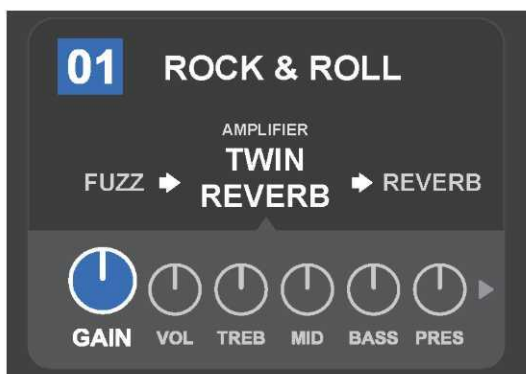 01 ROCK & ROLL
AMPLIFIER
TWIN
FUZZ REVERB REVERB
GAIN VOL TREB MID BASS PRES